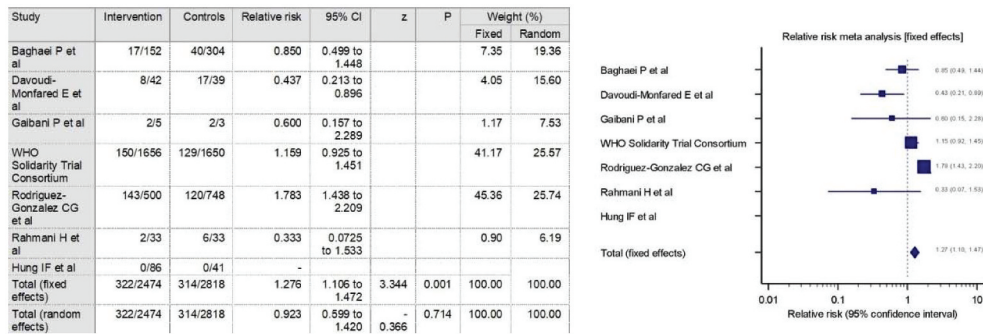 Study Intervention Controls Relative risk 95% CI z P Weight (%)
Fixed Random
Baghaei P et al 17/152 40/304 0.850 0.499 to 1.448 7.35 19.36
Davoudi-Monfared E et al 8/42 17/39 0.437 0.213 to 0.896 4.05 15.60
Gaibani P et al 2/5 2/3 0.600 0.157 to 2.289 1.17 7.53
WHO Solidarity Trial Consortium 150/1656 129/1650 1.159 0.925 to 1.451 41.17 25.57
Rodriguez-Gonzalez CG et al 143/500 120/748 1.783 1.438 to 2.209 45.36 25.74
Rahmani H et al 2/33 6/33 0.333 0.0725 to 1.533 0.90 6.19
Hung IF et al 0/86 0/41 -
Total (fixed effects) 322/2474 314/2818 1.276 1.106 to 1.472 3.344 0.001 100.00 100.00
Total (random effects) 322/2474 314/2818 0.923 0.599 to 1.420 -0.366 0.714 100.00 100.00
Relative risk meta analysis [fixed effects]
Baghaei P et al 0.85 (0.49, 1.44)
Davoudi-Monfared E et al 0.43 (0.21, 0.89)
Gaibani P et al 0.60 (0.15, 2.28)
WHO Solidarity Trial Consortium 1.15 (0.92, 1.45)
Rodriguez-Gonzalez CG et al 1.78 (1.43, 2.20)
Rahmani H et al 0.33 (0.07, 1.53)
Hung IF et al
Total (fixed effects) 1.27 (1.10, 1.47)
0.01 0.1 1 10
Relative risk (95% confidence interval)